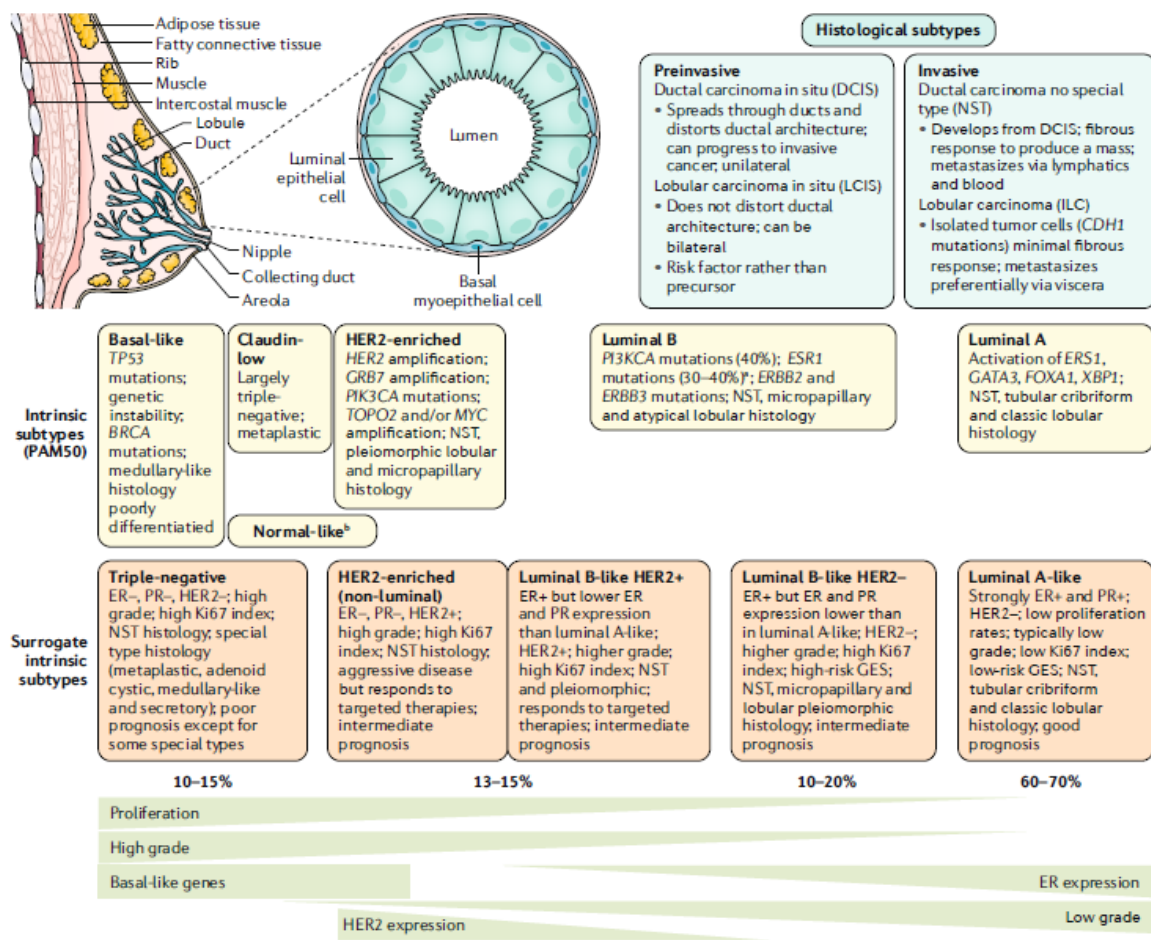 Adipose tissue
Fatty connective tissue
Rib
Muscle
Intercostal muscle
Lobule
Duct
Nipple
Collecting duct
Areola
Lumen
Luminal
epithelial
cell
Basal
myoepithelial cell
Histological subtypes
Preinvasive
Ductal carcinoma in situ (DCIS)
• Spreads through ducts and
distorts ductal architecture;
can progress to invasive
cancer; unilateral
Lobular carcinoma in situ (LCIS)
• Does not distort ductal
architecture; can be
bilateral
• Risk factor rather than
precursor
Invasive
Ductal carcinoma no special
type (NST)
• Develops from DCIS; fibrous
response to produce a mass;
metastasizes via lymphatics
and blood
Lobular carcinoma (ILC)
• Isolated tumor cells (CDH1
mutations) minimal fibrous
response; metastasizes
preferentially via viscera
Intrinsic
subtypes
(PAM50)
Basal-like
TP53
mutations;
genetic
instability;
BRCA
mutations;
medullary-like
histology
poorly
differentiatied
Claudin-
low
Largely
triple-
negative;
metaplastic
HER2-enriched
HER2 amplification;
GRB7 amplification;
PIK3CA mutations;
TOPO2 and/or MYC
amplification; NST,
pleiomorphic lobular
and micropapillary
histology
Normal-likeᵇ
Luminal B
PI3KCA mutations (40%); ESR1
mutations (30–40%)ᵃ; ERBB2 and
ERBB3 mutations; NST, micropapillary
and atypical lobular histology
Luminal A
Activation of ERS1,
GATA3, FOXA1, XBP1;
NST, tubular cribriform
and classic lobular
histology
Surrogate
intrinsic
subtypes
Triple-negative
ER–, PR–, HER2–; high
grade; high Ki67 index;
NST histology; special
type histology
(metaplastic, adenoid
cystic, medullary-like
and secretory); poor
prognosis except for
some special types
HER2-enriched
(non-luminal)
ER–, PR–, HER2+;
high grade; high Ki67
index; NST histology;
aggressive disease
but responds to
targeted therapies;
intermediate
prognosis
Luminal B-like HER2+
ER+ but lower ER
and PR expression
than luminal A-like;
HER2+; higher grade;
high Ki67 index; NST
and pleiomorphic;
responds to targeted
therapies; intermediate
prognosis
Luminal B-like HER2–
ER+ but ER and PR
expression lower than
in luminal A-like; HER2–;
higher grade; high Ki67
index; high-risk GES;
NST, micropapillary and
lobular pleiomorphic
histology; intermediate
prognosis
Luminal A-like
Strongly ER+ and PR+;
HER2–; low proliferation
rates; typically low
grade; low Ki67 index;
low-risk GES; NST,
tubular cribriform
and classic lobular
histology; good
prognosis
10–15%
13–15%
10–20%
60–70%
Proliferation
High grade
Basal-like genes
ER expression
Low grade
HER2 expression